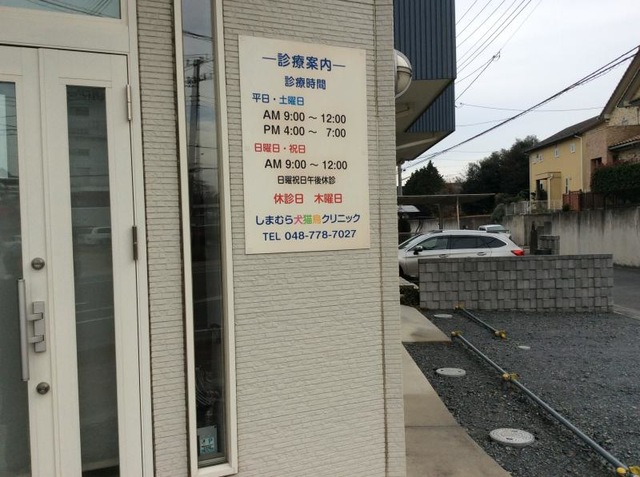 ―診療案内―
診療時間
平日・土曜日
AM 9:00 ～ 12:00
PM 4:00 ～ 7:00
日曜日・祝日
AM 9:00 ～ 12:00
日曜祝日午後休診
休診日 木曜日
しまむら犬猫鳥クリニック
TEL 048-778-7027